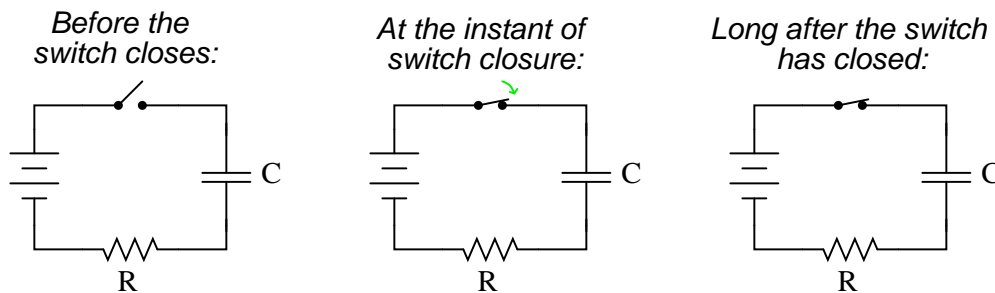 Before the
switch closes:
C
R
At the instant of
switch closure:
C
R
Long after the switch
has closed:
C
R